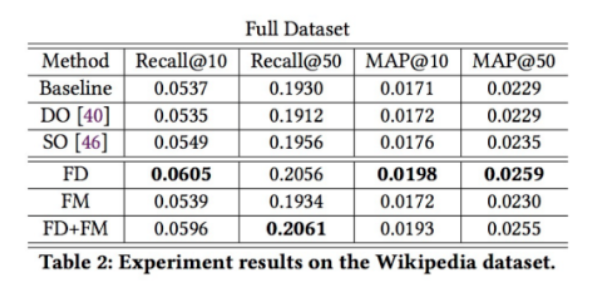 Full Dataset
Method Recall@10 Recall@50 MAP@10 MAP@50
Baseline 0.0537 0.1930 0.0171 0.0229
DO [40] 0.0535 0.1912 0.0172 0.0229
SO [46] 0.0549 0.1956 0.0176 0.0235
FD 0.0605 0.2056 0.0198 0.0259
FM 0.0539 0.1934 0.0172 0.0230
FD+FM 0.0596 0.2061 0.0193 0.0255
Table 2: Experiment results on the Wikipedia dataset.